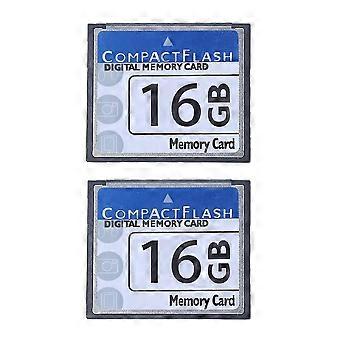 COMPACTFLASH
DIGITAL MEMORY CARD
16GB
Memory Card
COMPACTFLASH
DIGITAL MEMORY CARD
16GB
Memory Card